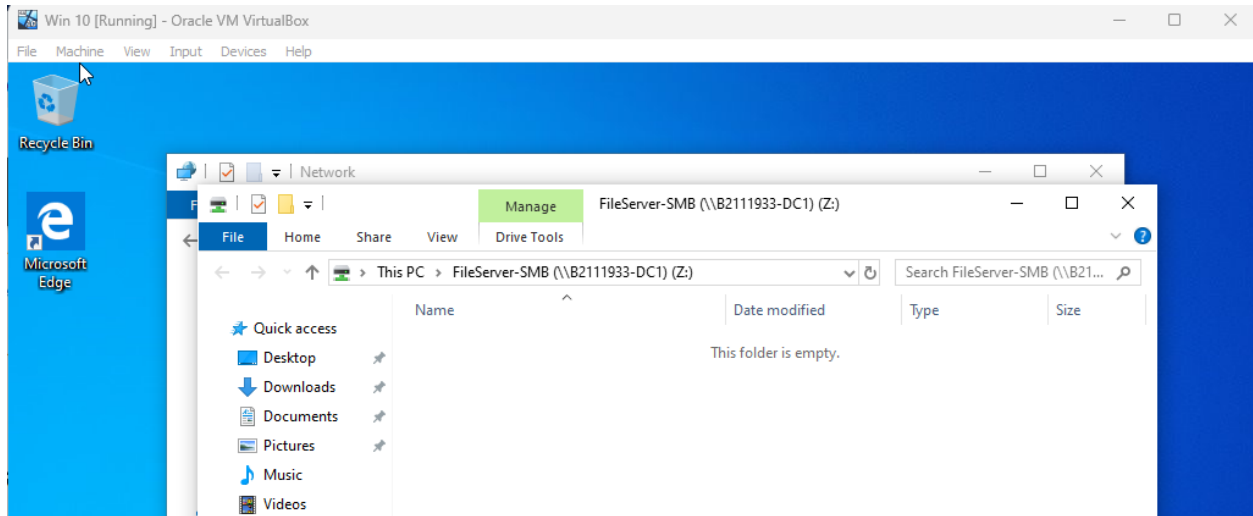 Win 10 [Running] - Oracle VM VirtualBox
File Machine View Input Devices Help
Recycle Bin
Network
Manage FileServer-SMB (\\B2111933-DC1) (Z:)
File Home Share View Drive Tools
This PC > FileServer-SMB (\\B2111933-DC1) (Z:) Search FileServer-SMB (\\B21...
Microsoft
Edge
Name Date modified Type Size
This folder is empty.
Quick access
Desktop
Downloads
Documents
Pictures
Music
Videos